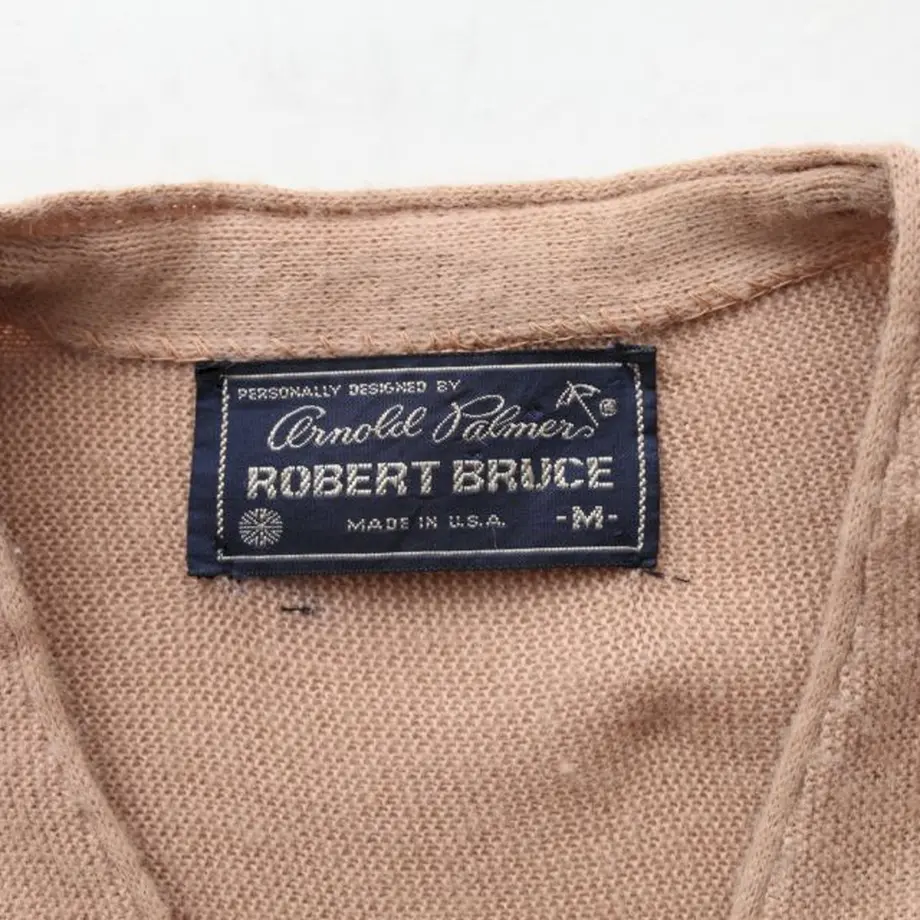 PERSONALLY DESIGNED BY
Arnold Palmer ®
ROBERT BRUCE
MADE IN U.S.A. -M-